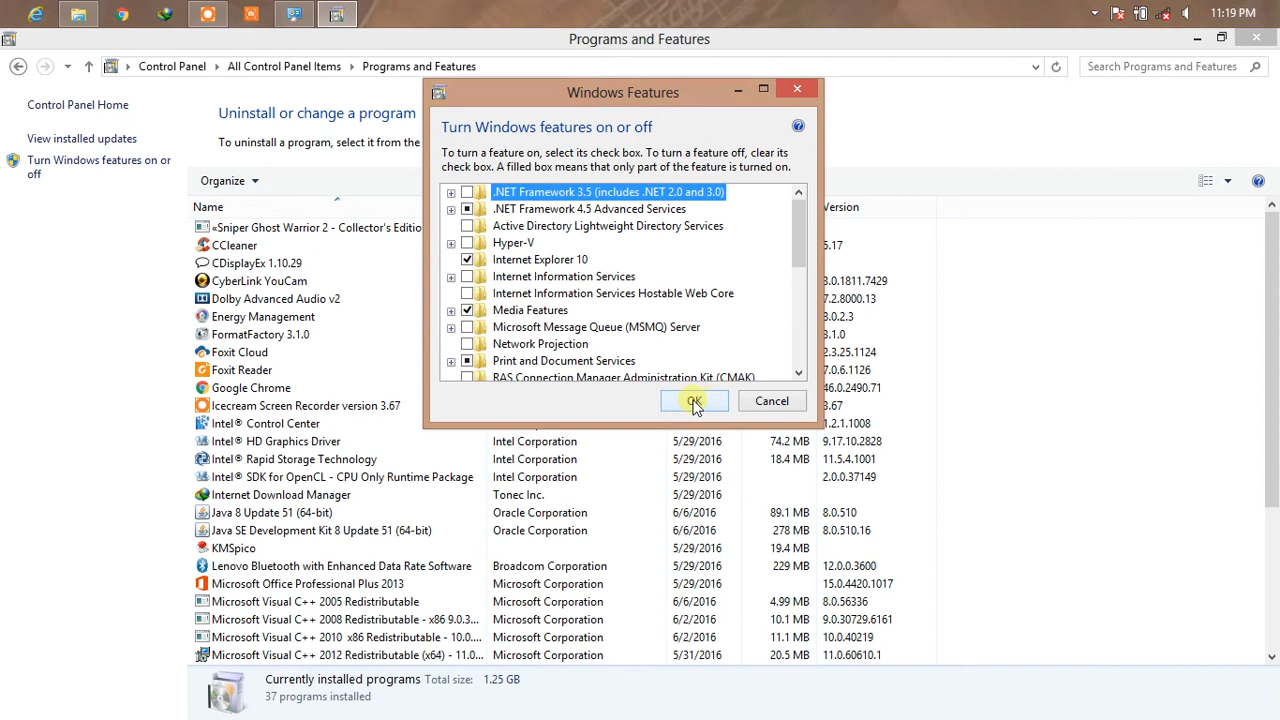 11:19 PM
Programs and Features
Control Panel All Control Panel Items Programs and Features
Search Programs and Features
Control Panel Home
View installed updates
Turn Windows features on or off
Uninstall or change a program
To uninstall a program, select it from the
Organize
Name
Version
Windows Features
Turn Windows features on or off
To turn a feature on, select its check box. To turn a feature off, clear its
check box. A filled box means that only part of the feature is turned on.
.NET Framework 3.5 (includes .NET 2.0 and 3.0)
.NET Framework 4.5 Advanced Services
Active Directory Lightweight Directory Services
Hyper-V
Internet Explorer 10
Internet Information Services
Internet Information Services Hostable Web Core
Media Features
Microsoft Message Queue (MSMQ) Server
Network Projection
Print and Document Services
RAS Connection Manager Administration Kit (CMAK)
OK
Cancel
«Sniper Ghost Warrior 2 - Collector's Editio
CCleaner 5.17
CDisplayEx 1.10.29
CyberLink YouCam .0.1811.7429
Dolby Advanced Audio v2 .2.8000.13
Energy Management .0.2.3
FormatFactory 3.1.0 .1.0
Foxit Cloud .3.25.1124
Foxit Reader .0.6.1126
Google Chrome 46.0.2490.71
Icecream Screen Recorder version 3.67 3.67
Intel® Control Center .2.1.1008
Intel® HD Graphics Driver Intel Corporation 5/29/2016 74.2 MB 9.17.10.2828
Intel® Rapid Storage Technology Intel Corporation 5/29/2016 18.4 MB 11.5.4.1001
Intel® SDK for OpenCL - CPU Only Runtime Package Intel Corporation 5/29/2016 2.0.0.37149
Internet Download Manager Tonec Inc. 5/29/2016
Java 8 Update 51 (64-bit) Oracle Corporation 6/6/2016 89.1 MB 8.0.510
Java SE Development Kit 8 Update 51 (64-bit) Oracle Corporation 6/6/2016 278 MB 8.0.510.16
KMSpico 5/29/2016 19.4 MB
Lenovo Bluetooth with Enhanced Data Rate Software Broadcom Corporation 5/29/2016 229 MB 12.0.0.3600
Microsoft Office Professional Plus 2013 Microsoft Corporation 5/29/2016 15.0.4420.1017
Microsoft Visual C++ 2005 Redistributable Microsoft Corporation 6/6/2016 4.99 MB 8.0.56336
Microsoft Visual C++ 2008 Redistributable - x86 9.0.3... Microsoft Corporation 6/2/2016 10.1 MB 9.0.30729.6161
Microsoft Visual C++ 2010 x86 Redistributable - 10.0.... Microsoft Corporation 6/2/2016 11.1 MB 10.0.40219
Microsoft Visual C++ 2012 Redistributable (x64) - 11.0... Microsoft Corporation 5/31/2016 20.5 MB 11.0.60610.1
Currently installed programs Total size: 1.25 GB
37 programs installed